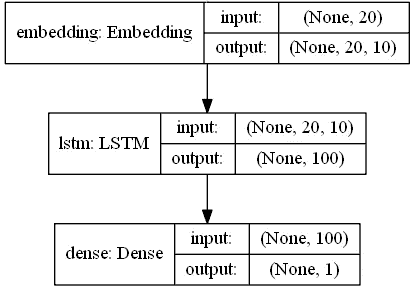 embedding: Embedding
input: (None, 20)
output: (None, 20, 10)
lstm: LSTM
input: (None, 20, 10)
output: (None, 100)
dense: Dense
input: (None, 100)
output: (None, 1)